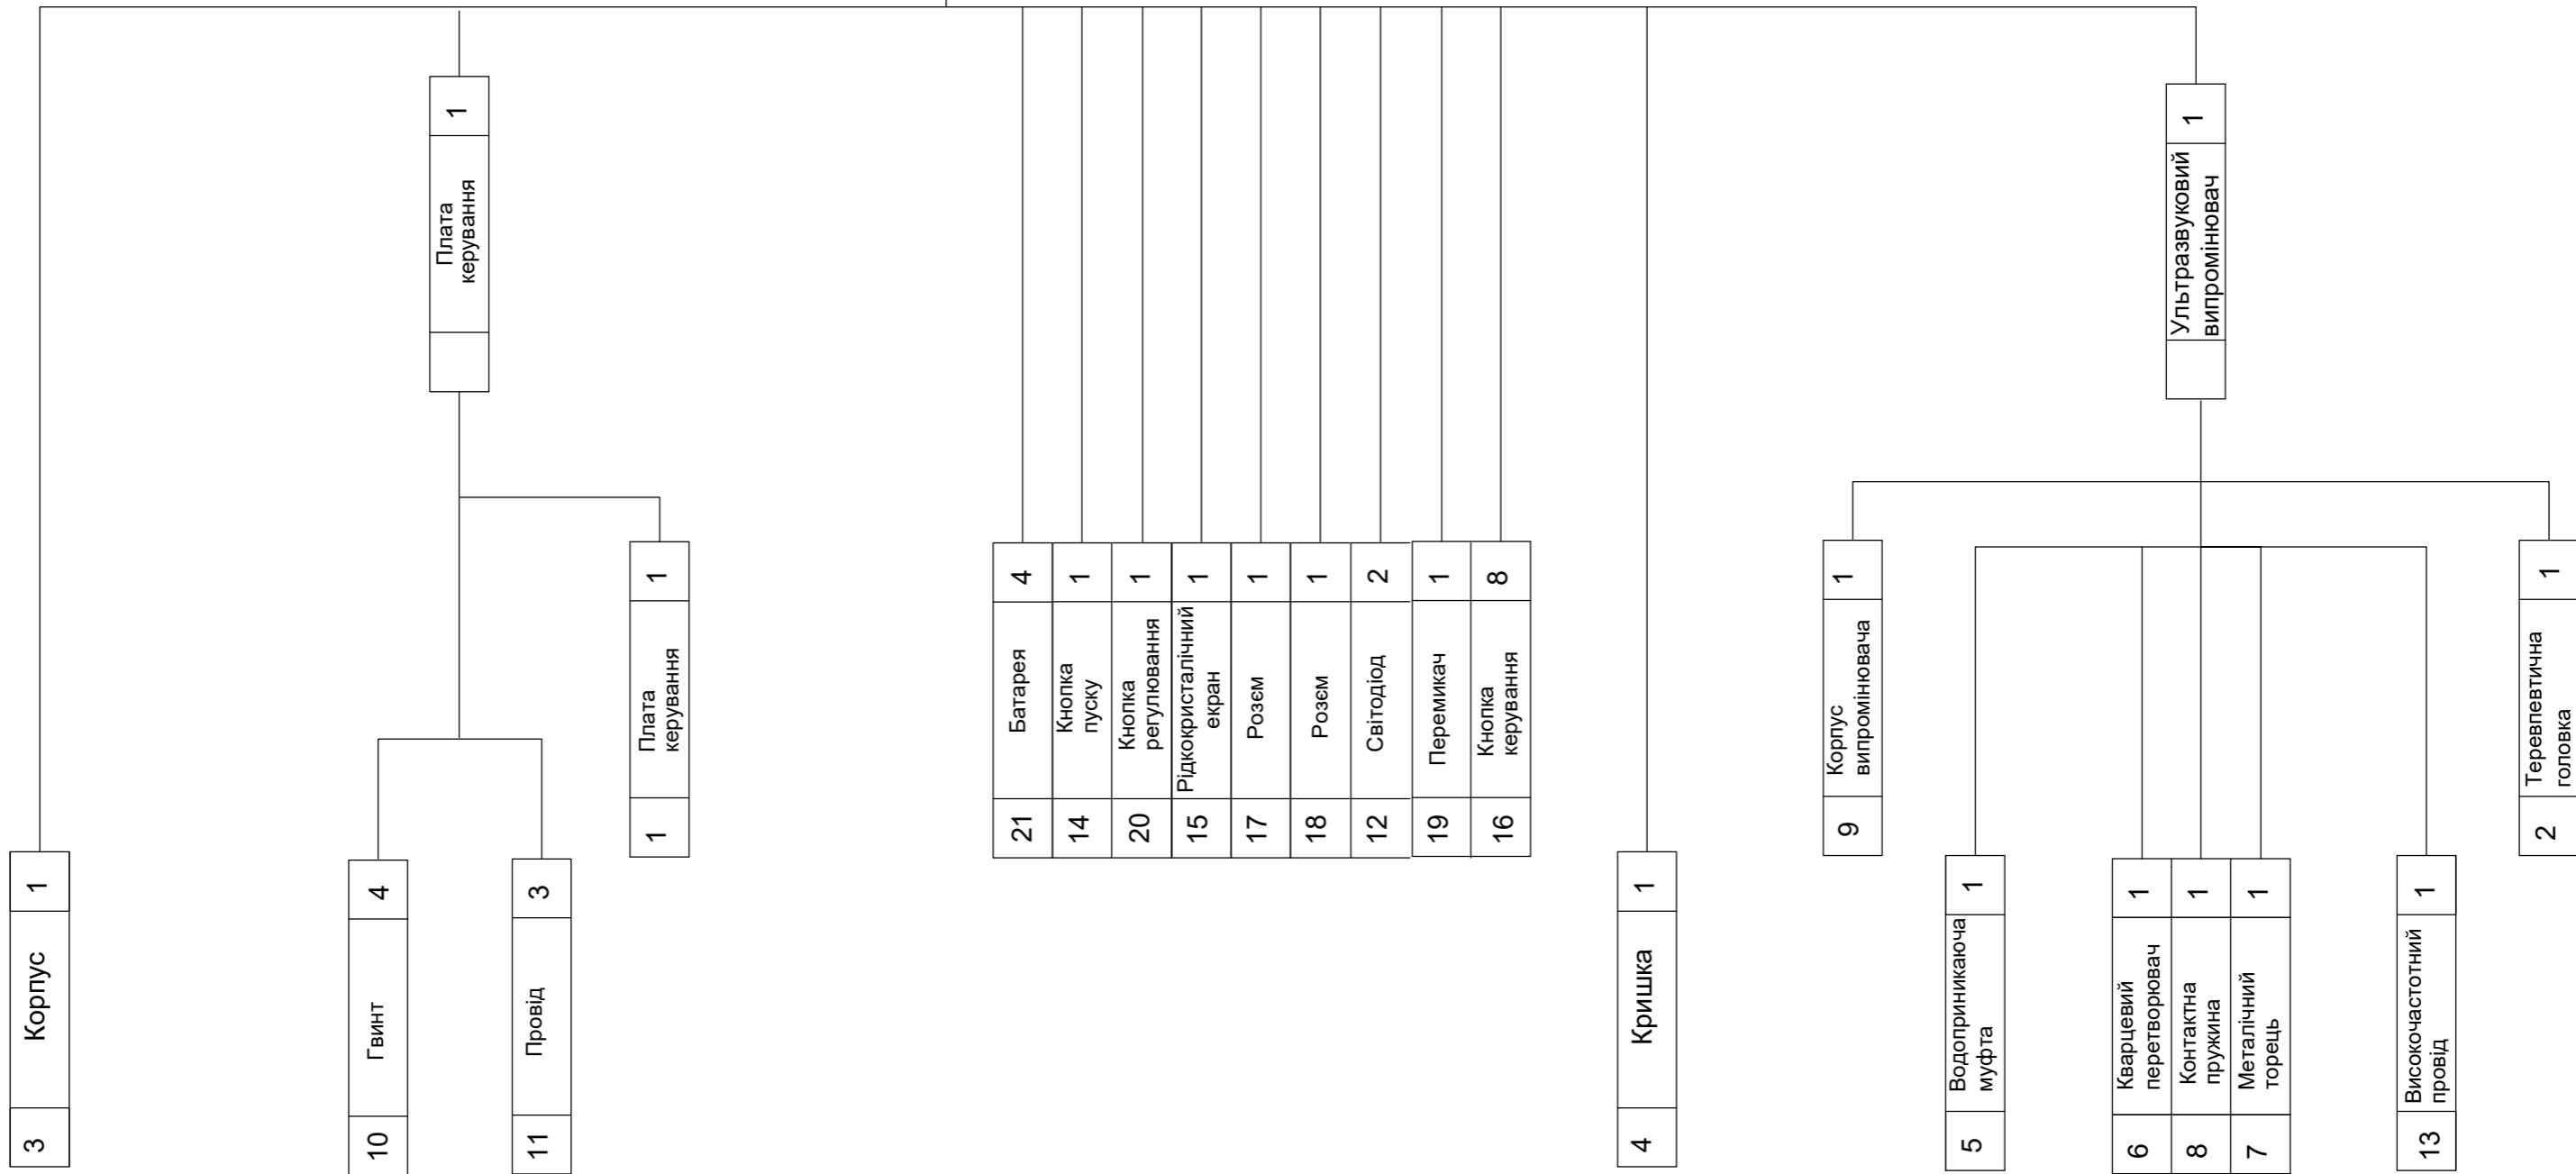 1
Плата
керування
1
Ультразвуковий
випромінювач
1
Плата
керування
1
4
Батарея
21
1
Кнопка
пуску
14
1
Кнопка
регулювання
20
1
Рідкокристалічний
екран
15
1
Розєм
17
1
Розєм
18
2
Світодіод
12
1
Перемикач
19
8
Кнопка
керування
16
1
Корпус
випромінювача
9
1
Теревпевтична
головка
2
1
Корпус
3
4
Гвинт
10
3
Провід
11
1
Кришка
4
1
Водоприникаюча
муфта
5
1
Кварцевий
перетворювач
6
1
Контактна
пружина
8
1
Металічний
торець
7
1
Високочастотний
провід
13